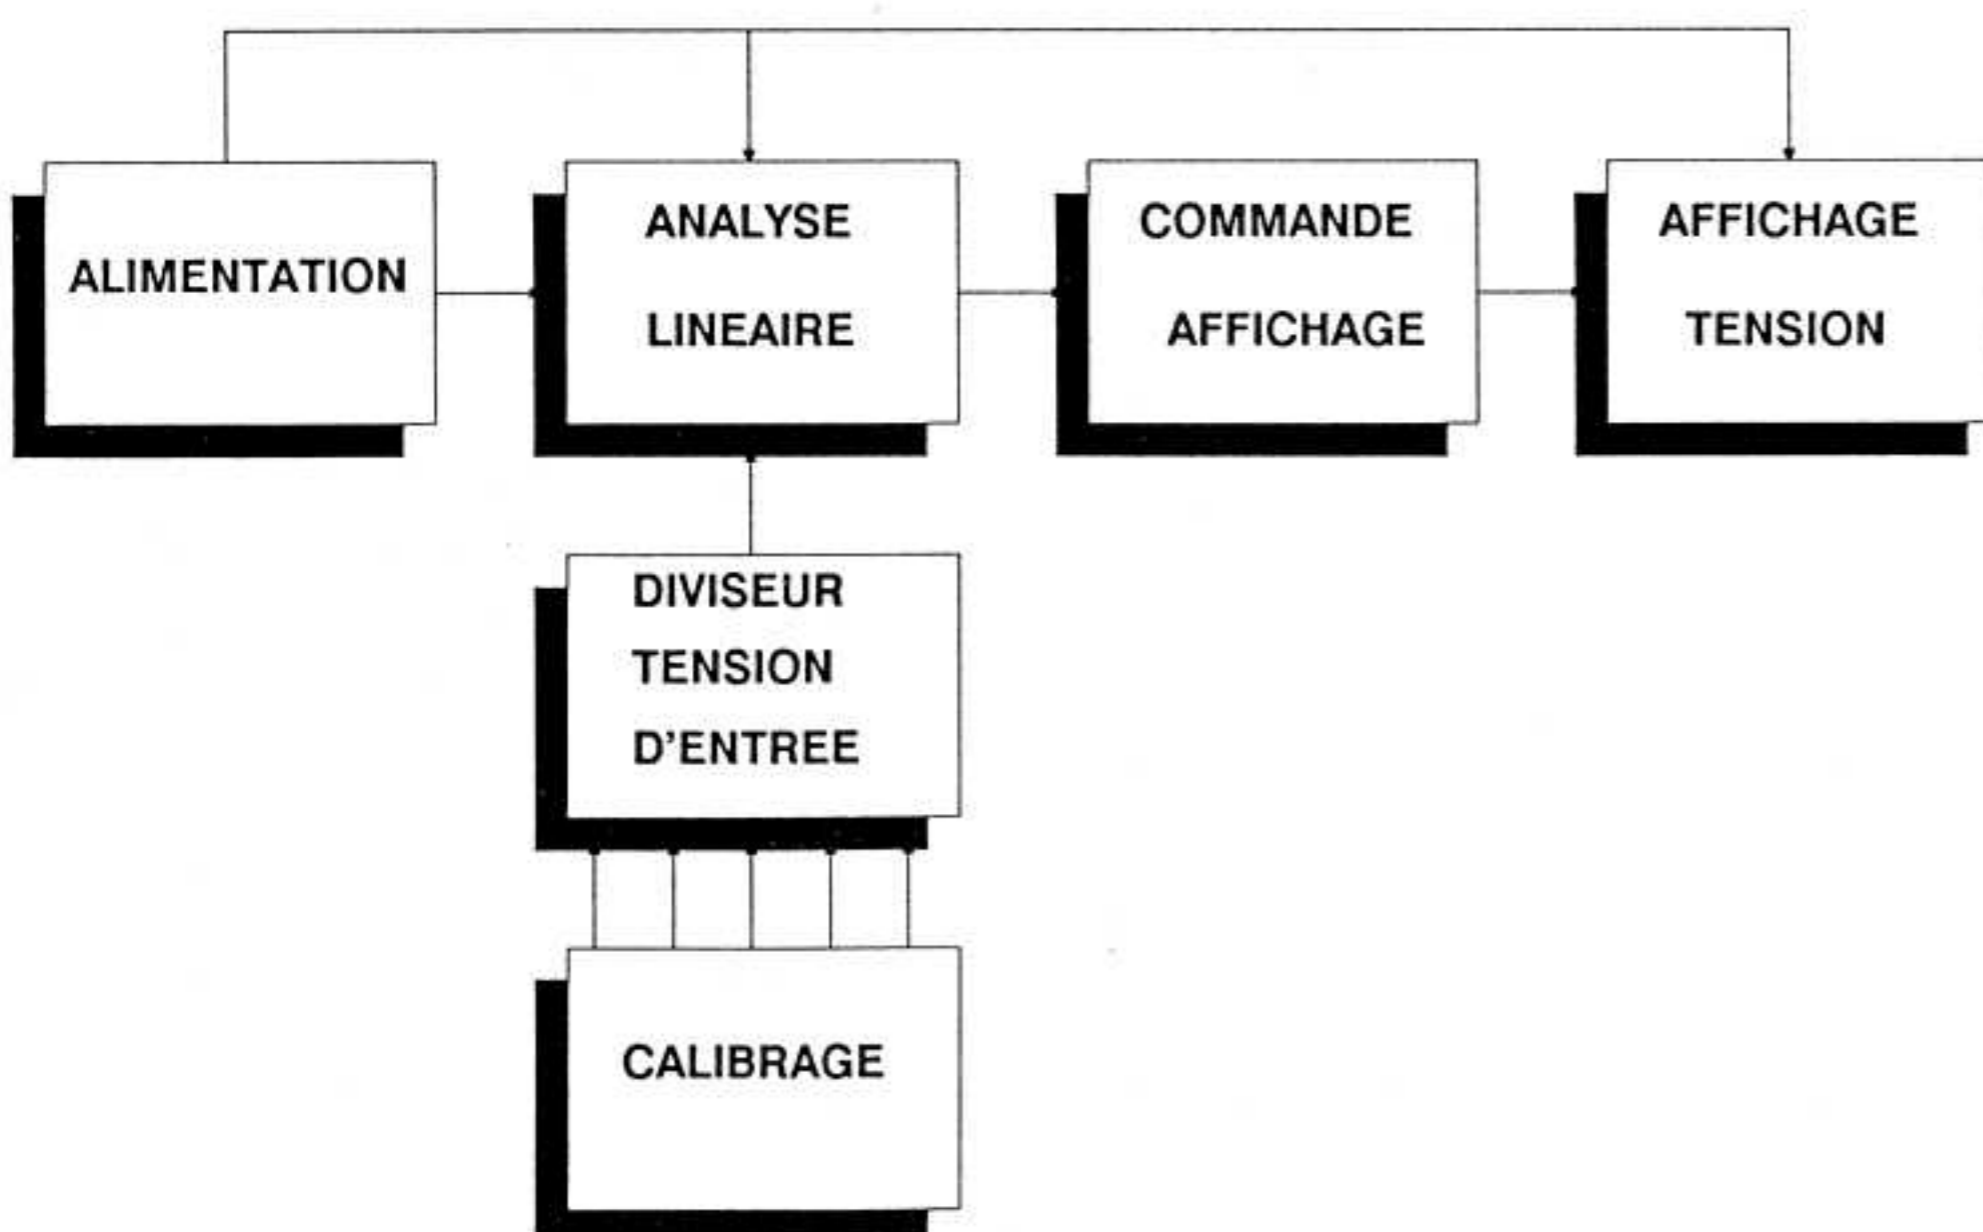 ALIMENTATION
ANALYSE
LINEAIRE
COMMANDE
AFFICHAGE
AFFICHAGE
TENSION
DIVISEUR
TENSION
D'ENTREE
CALIBRAGE